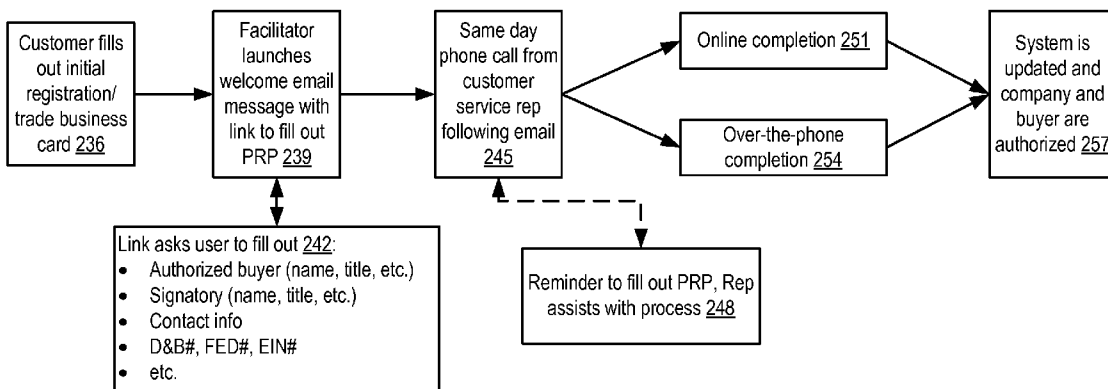 Customer fills
out initial
registration/
trade business
card 236
Facilitator
launches
welcome email
message with
link to fill out
PRP 239
Same day
phone call from
customer
service rep
following email
245
Online completion 251
Over-the-phone
completion 254
System is
updated and
company and
buyer are
authorized 257
Link asks user to fill out 242:
• Authorized buyer (name, title, etc.)
• Signatory (name, title, etc.)
• Contact info
• D&B#, FED#, EIN#
• etc.
Reminder to fill out PRP, Rep
assists with process 248